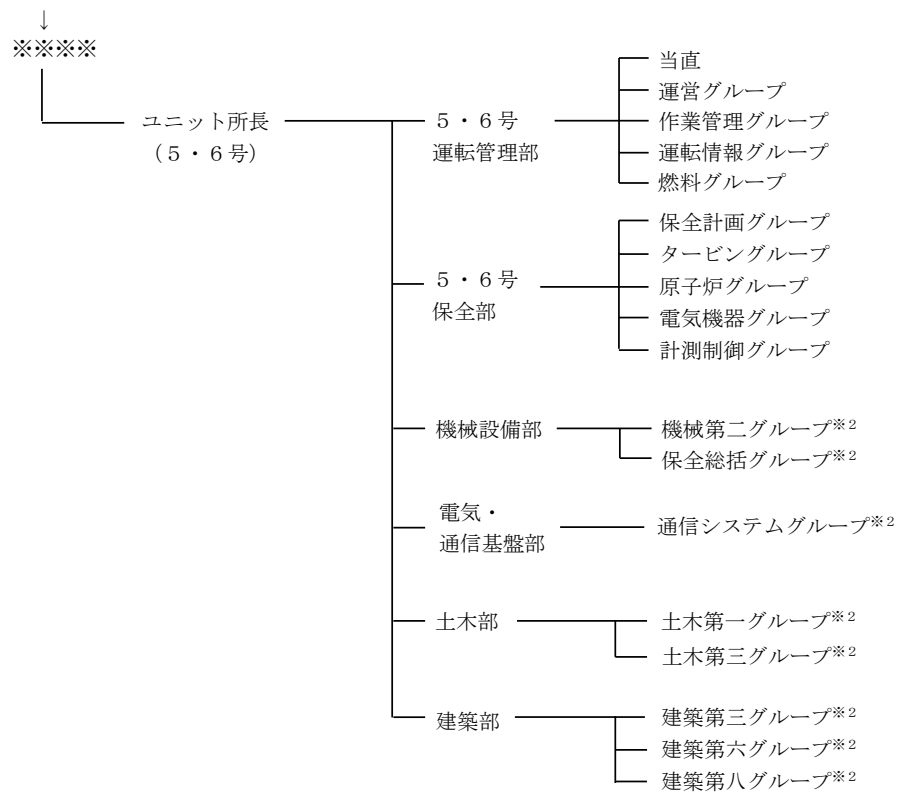 ↓
※※※※
ユニット所長
（５・６号）
５・６号
運転管理部
当直
運営グループ
作業管理グループ
運転情報グループ
燃料グループ
５・６号
保全部
保全計画グループ
タービングループ
原子炉グループ
電気機器グループ
計測制御グループ
機械設備部
機械第二グループ※２
保全総括グループ※２
電気・
通信基盤部
通信システムグループ※２
土木部
土木第一グループ※２
土木第三グループ※２
建築部
建築第三グループ※２
建築第六グループ※２
建築第八グループ※２